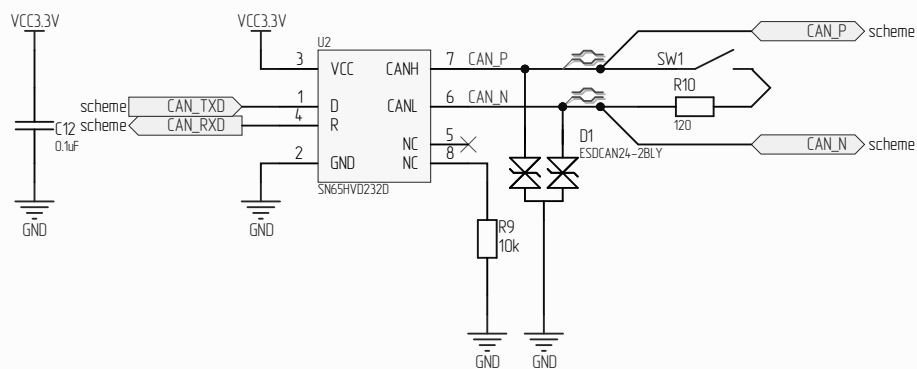 VCC3.3V
VCC3.3V
U2
3
VCC
CANH
7
CAN_P
SW1
CAN_P
scheme
scheme
CAN_TXD
1
D
CANL
6
CAN_N
R10
120
scheme
CAN_RXD
4
R
C12
0.1uF
NC
5
D1
ESDCAN24-2BLY
CAN_N
scheme
2
GND
NC
8
SN65HVD232D
GND
GND
R9
10k
GND
GND